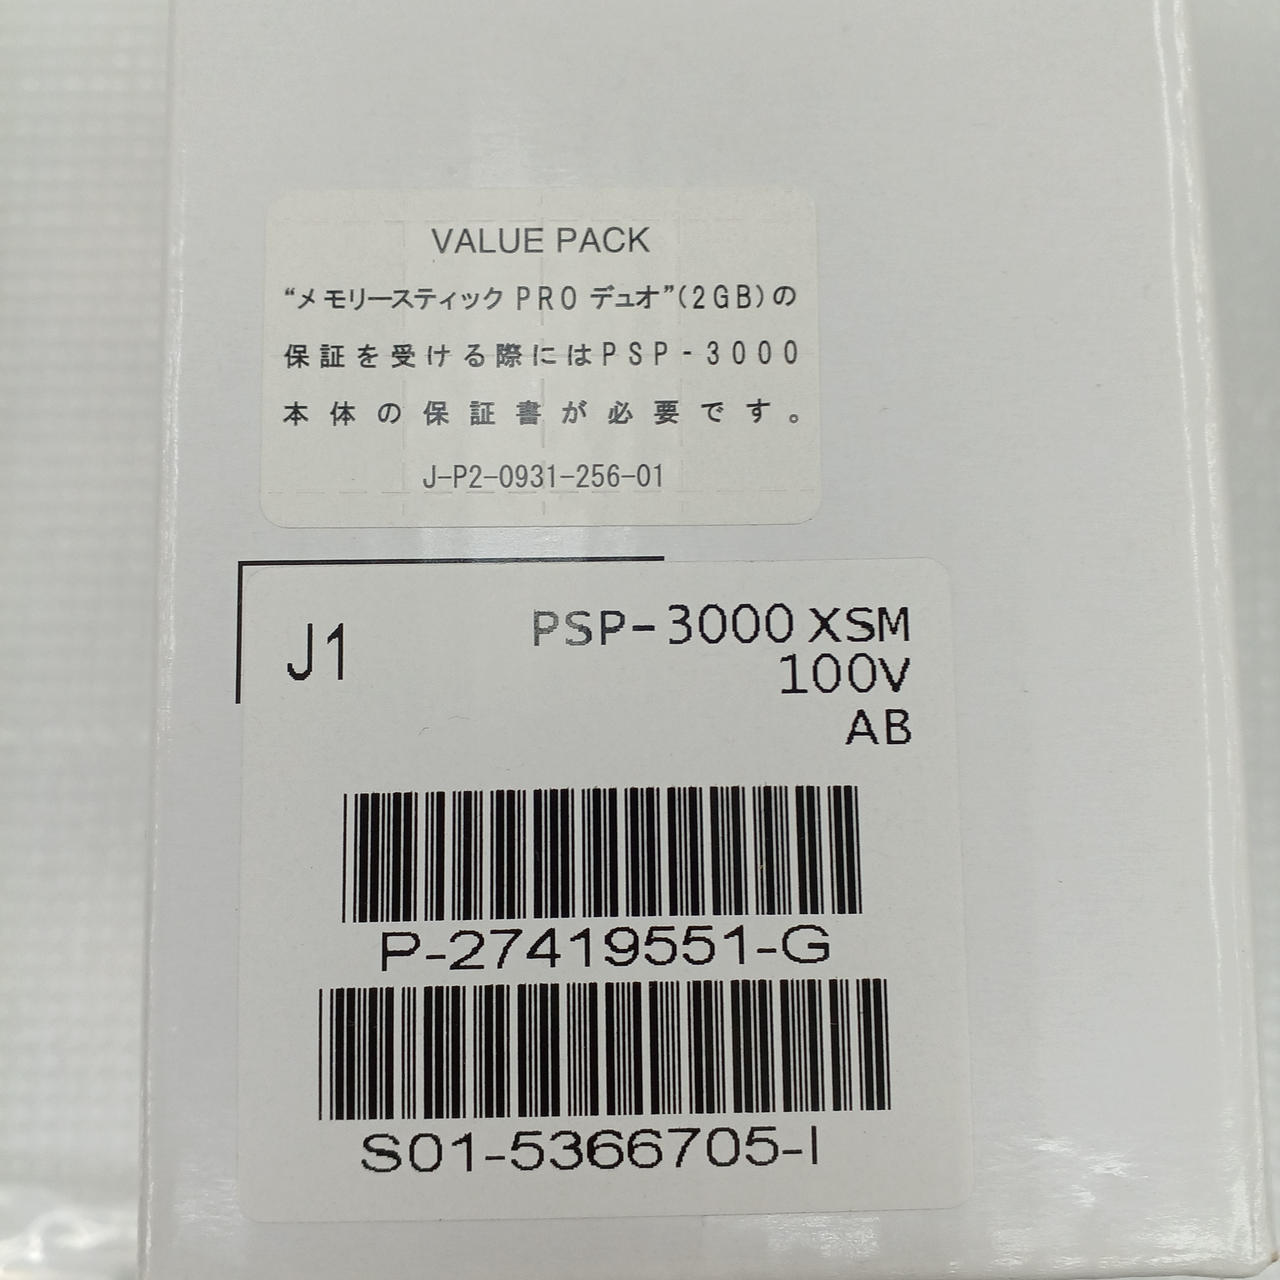 VALUE PACK
“メモリースティック PRO デュオ”(2GB)の
保証を受ける際にはPSP-3000
本体の保証書が必要です。
J-P2-0931-256-01
J1
PSP-3000 XSM
100V
AB
P-27419551-G
S01-5366705-I